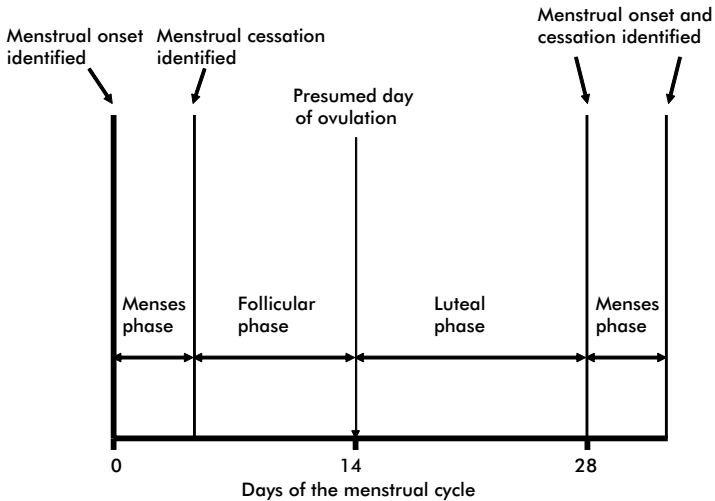 Menstrual onset
identified
Menstrual cessation
identified
Menstrual onset and
cessation identified
Presumed day
of ovulation
Menses
phase
Follicular
phase
Luteal
phase
Menses
phase
0
14
28
Days of the menstrual cycle